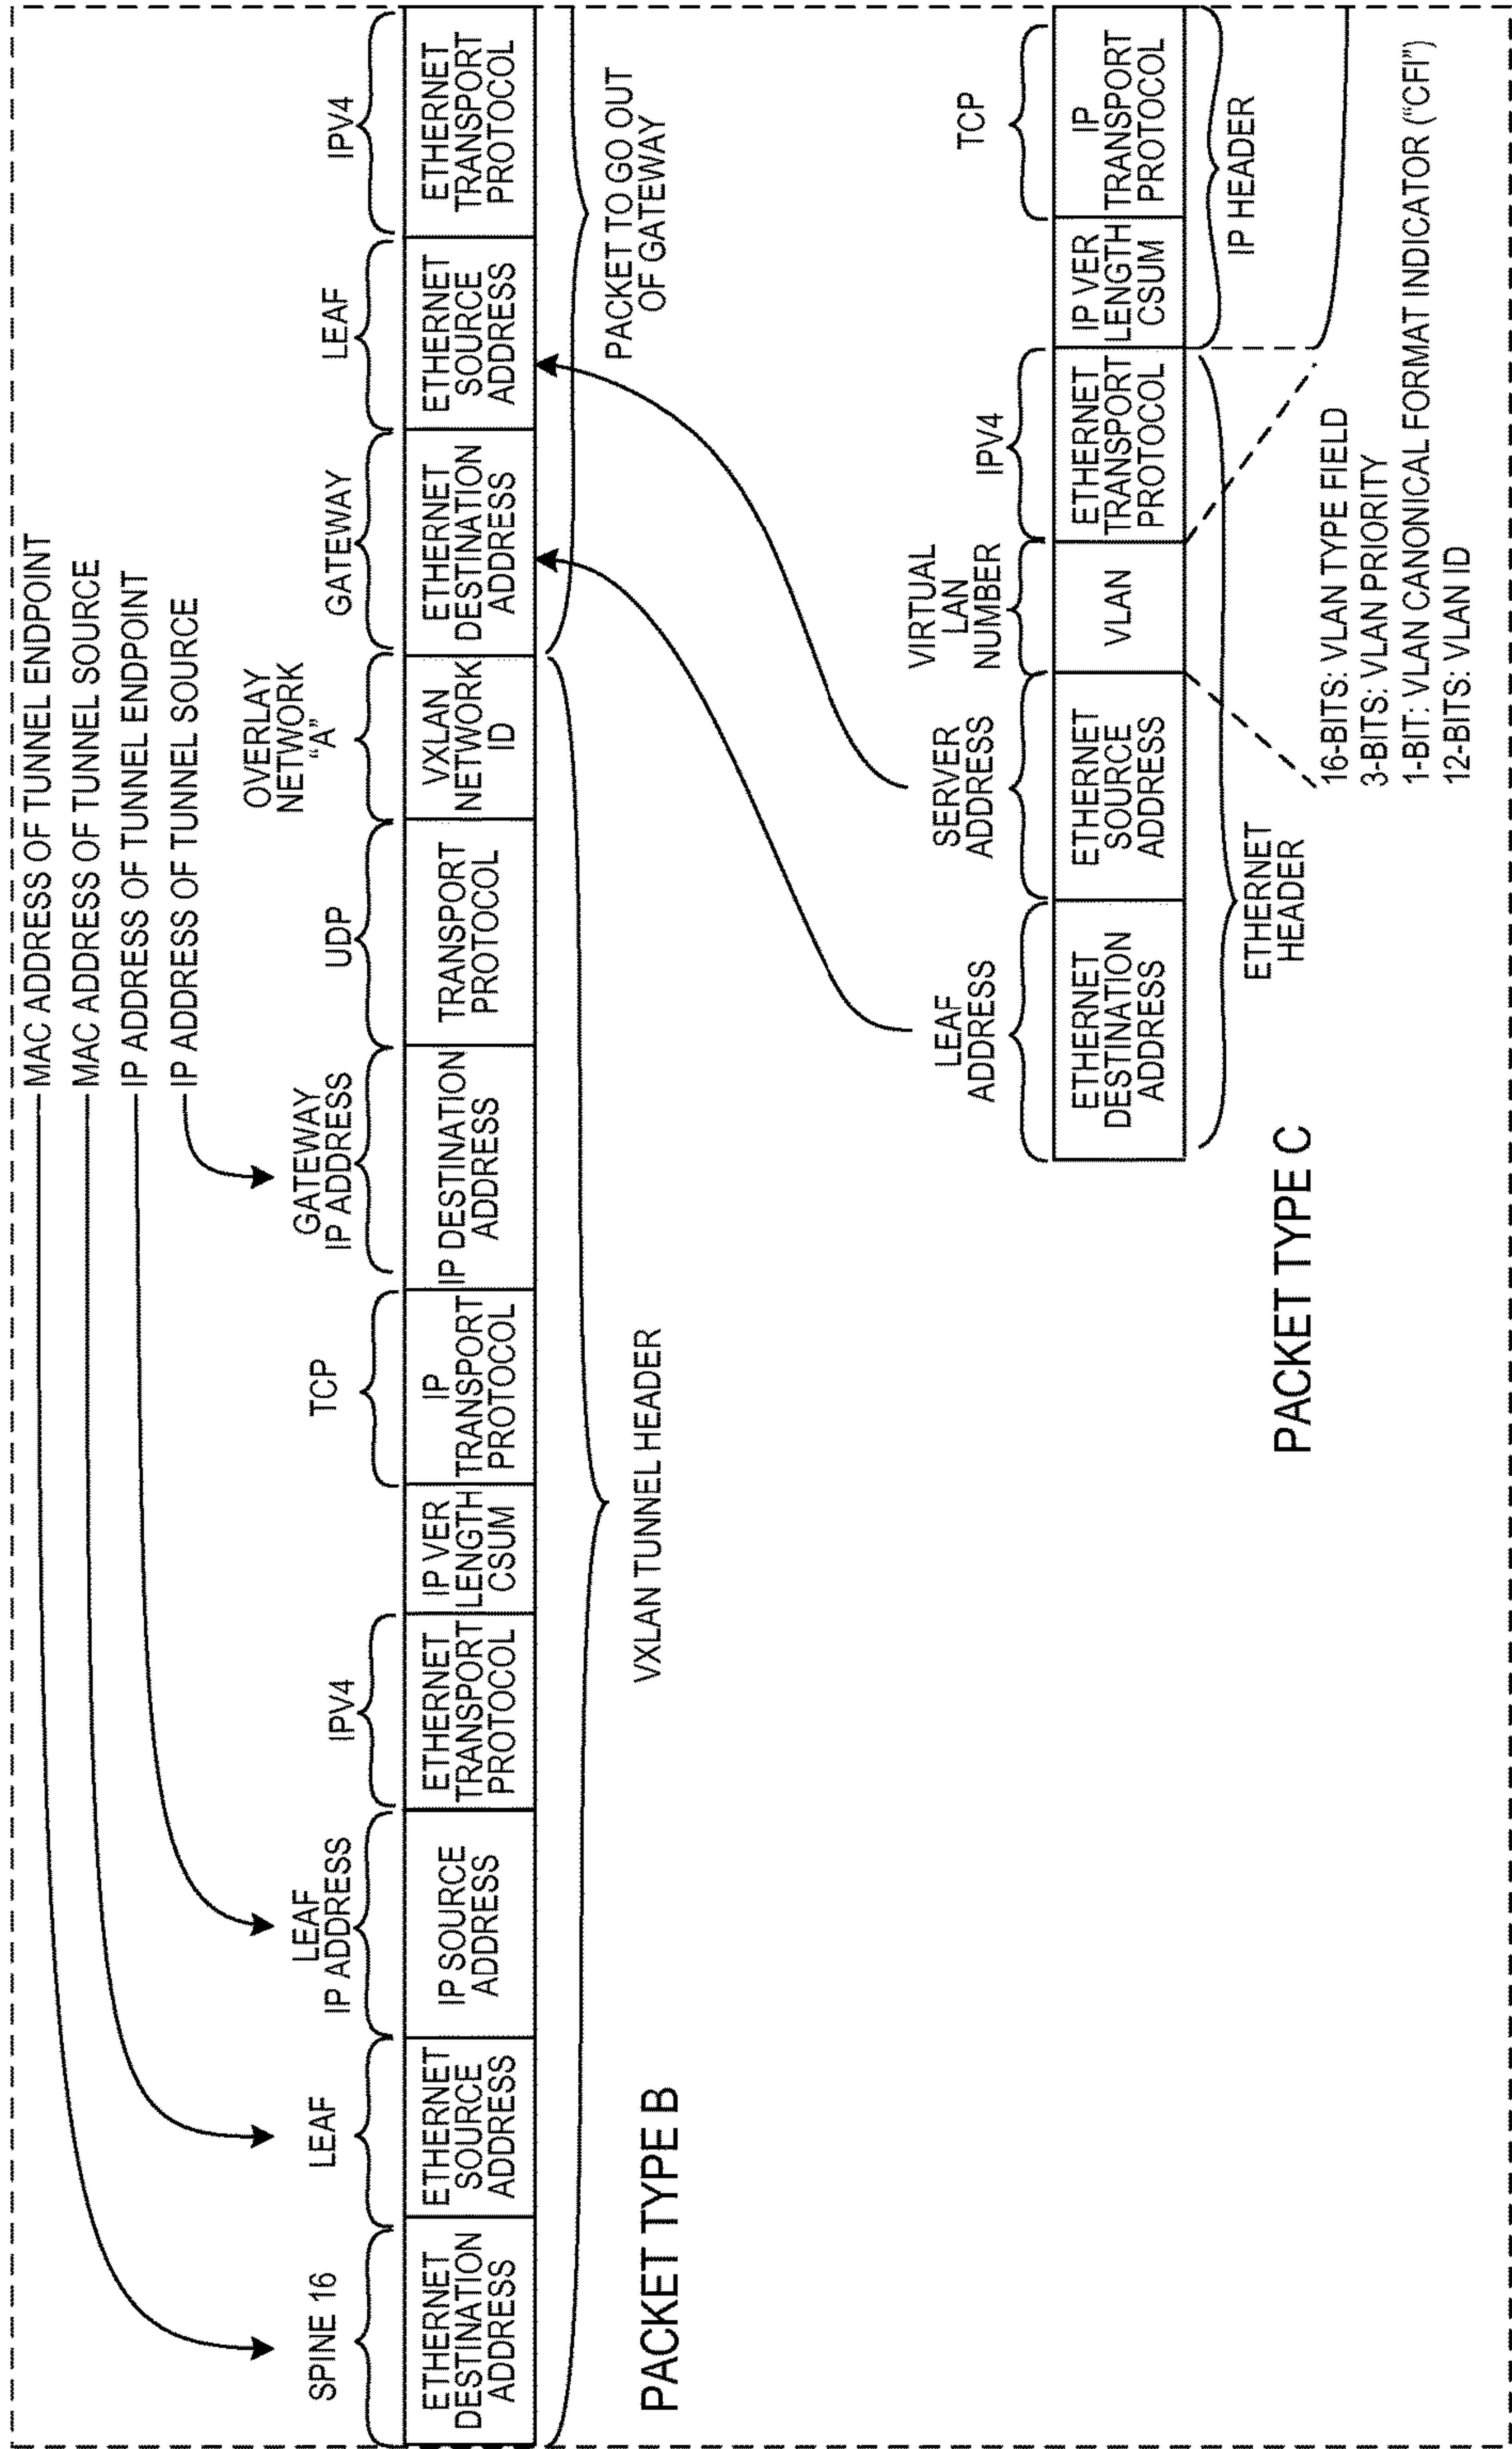 MAC ADDRESS OF TUNNEL ENDPOINT
MAC ADDRESS OF TUNNEL SOURCE
IP ADDRESS OF TUNNEL ENDPOINT
IP ADDRESS OF TUNNEL SOURCE
SPINE 16
LEAF
LEAF
IP ADDRESS
IPV4
TCP
GATEWAY
IP ADDRESS
UDP
OVERLAY
NETWORK
“A”
GATEWAY
LEAF
IPV4
ETHERNET
DESTINATION
ADDRESS
ETHERNET
SOURCE
ADDRESS
IP SOURCE
ADDRESS
ETHERNET
TRANSPORT
PROTOCOL
IP VER
LENGTH
CSUM
IP
TRANSPORT
PROTOCOL
IP DESTINATION
ADDRESS
TRANSPORT
PROTOCOL
VXLAN
NETWORK
ID
ETHERNET
DESTINATION
ADDRESS
ETHERNET
SOURCE
ADDRESS
ETHERNET
TRANSPORT
PROTOCOL
VXLAN TUNNEL HEADER
PACKET TO GO OUT
OF GATEWAY
PACKET TYPE B
LEAF
ADDRESS
SERVER
ADDRESS
VIRTUAL
LAN
NUMBER
IPV4
TCP
ETHERNET
DESTINATION
ADDRESS
ETHERNET
SOURCE
ADDRESS
VLAN
ETHERNET
TRANSPORT
PROTOCOL
IP VER
LENGTH
CSUM
IP
TRANSPORT
PROTOCOL
ETHERNET
HEADER
IP HEADER
PACKET TYPE C
16-BITS: VLAN TYPE FIELD
3-BITS: VLAN PRIORITY
1-BIT: VLAN CANONICAL FORMAT INDICATOR (“CFI”)
12-BITS: VLAN ID